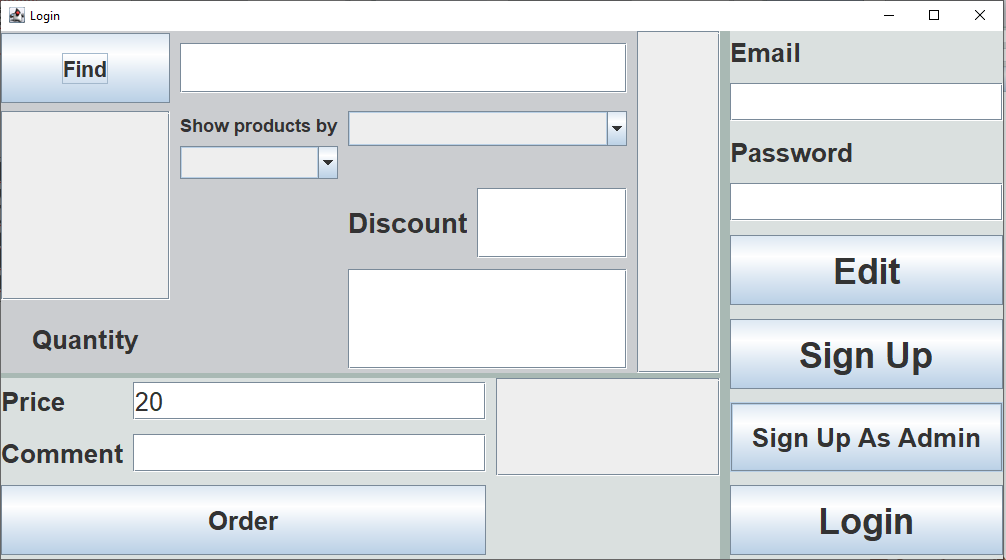 Login
Find
Show products by
Discount
Quantity
Price
20
Comment
Order
Email
Password
Edit
Sign Up
Sign Up As Admin
Login